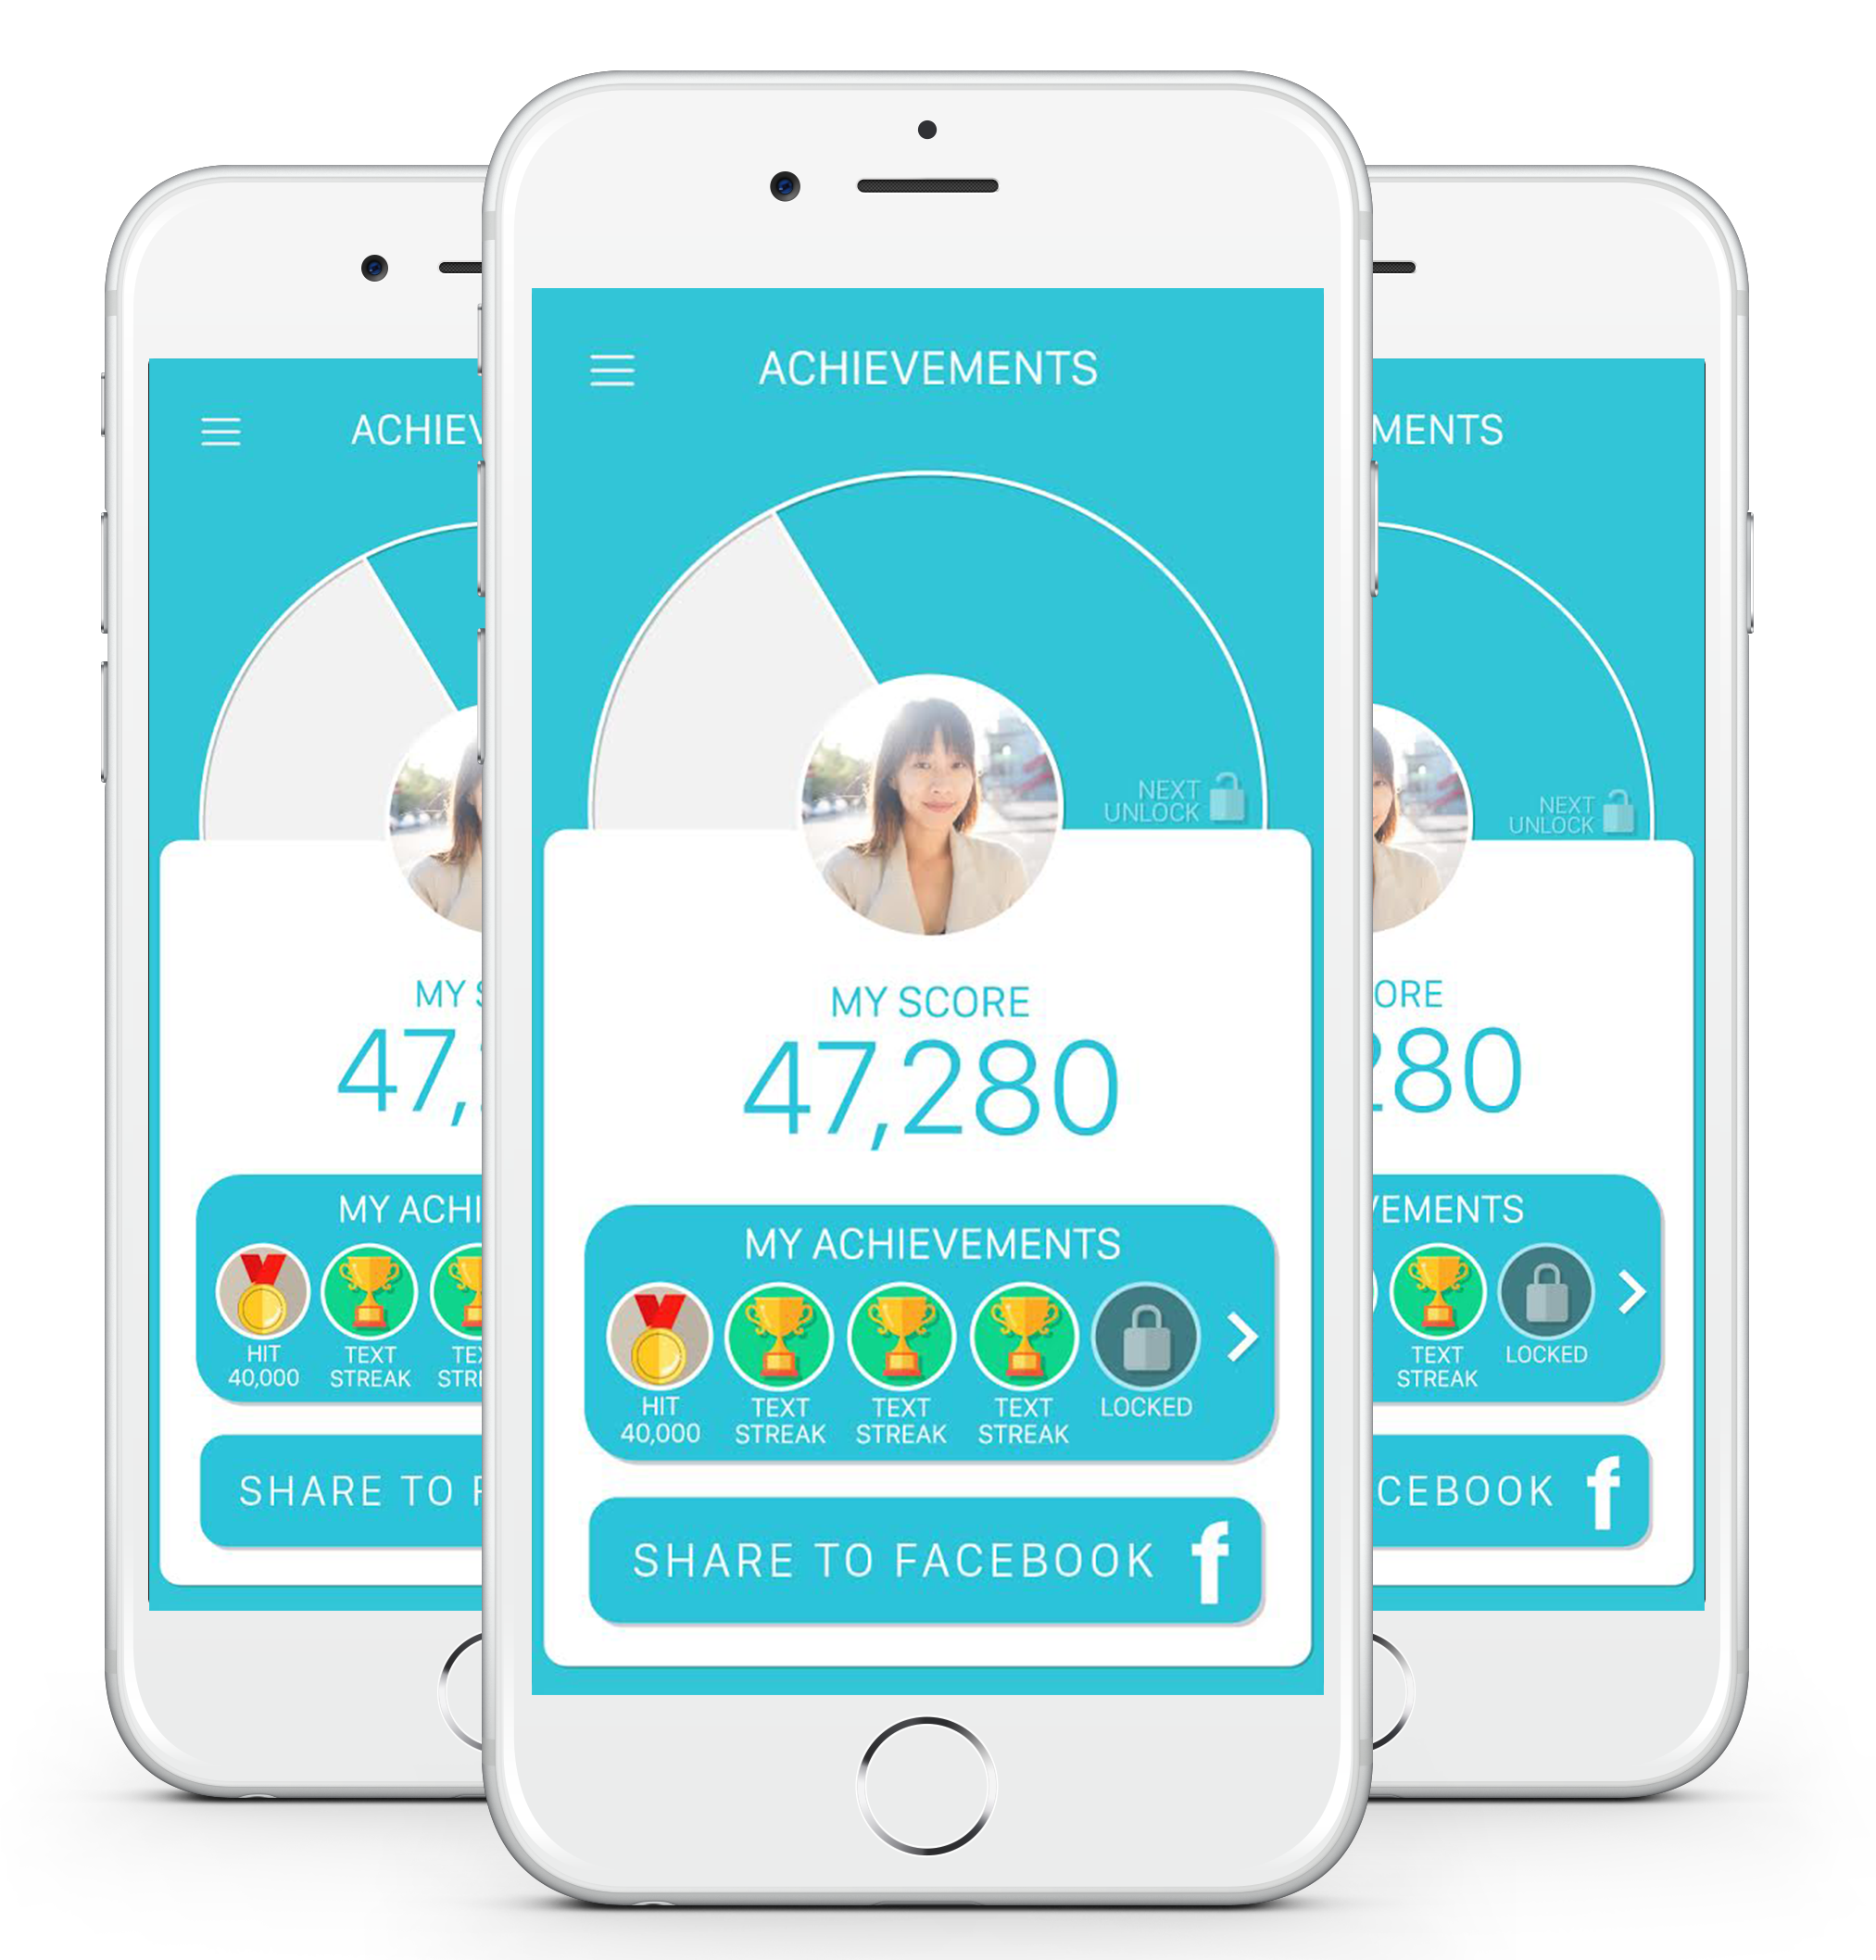 ACHIEVEMENTS
NEXT
UNLOCK
MY SCORE
47,280
MY ACHIEVEMENTS
HIT
40,000
TEXT
STREAK
TEXT
STREAK
TEXT
STREAK
LOCKED
SHARE TO FACEBOOK f
ACHIEV
MY S
47,
MY ACHI
HIT
40,000
TEXT
STREAK
TEX
STRE
SHARE TO F
MENTS
NEXT
UNLOCK
ORE
280
VEMENTS
TEXT
STREAK
LOCKED
CEBOOK f